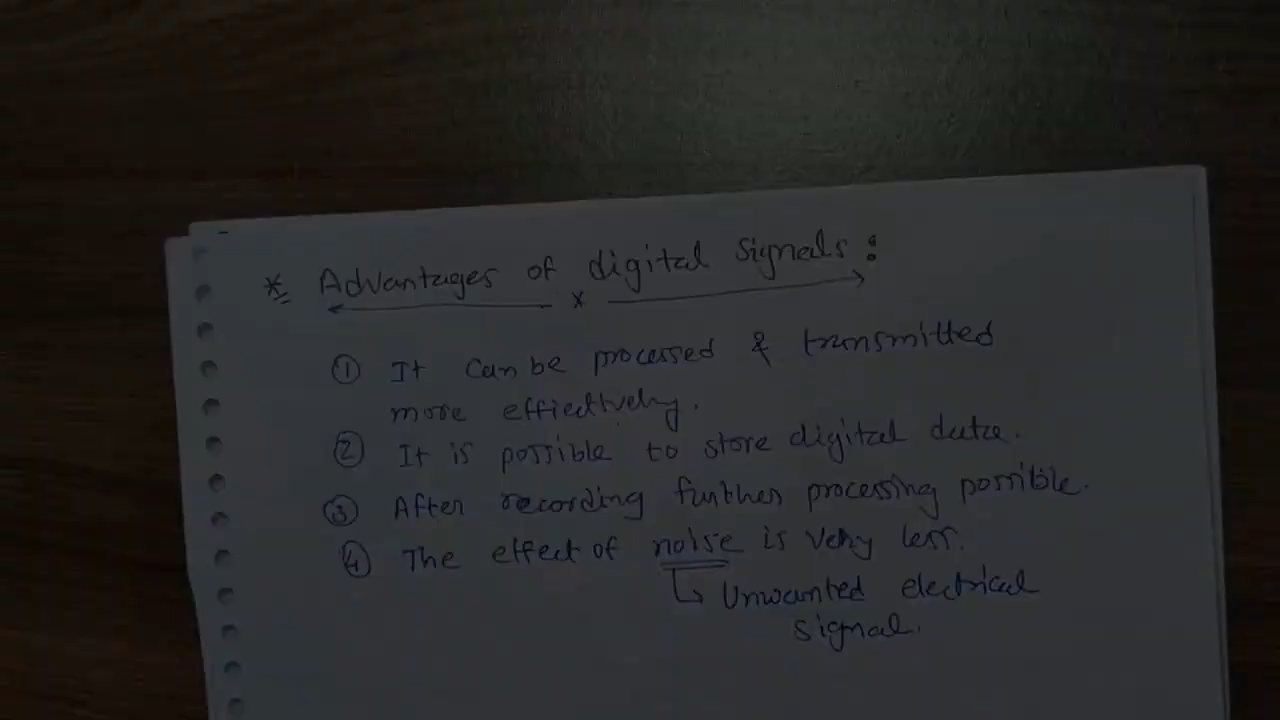 * Advantages of digital signals :
① It can be processed & transmitted
more effiectively.
② It is possible to store digital data.
③ After recording further processing possible.
④ The effect of noise is very less.
↳ Unwanted electrical
signal.